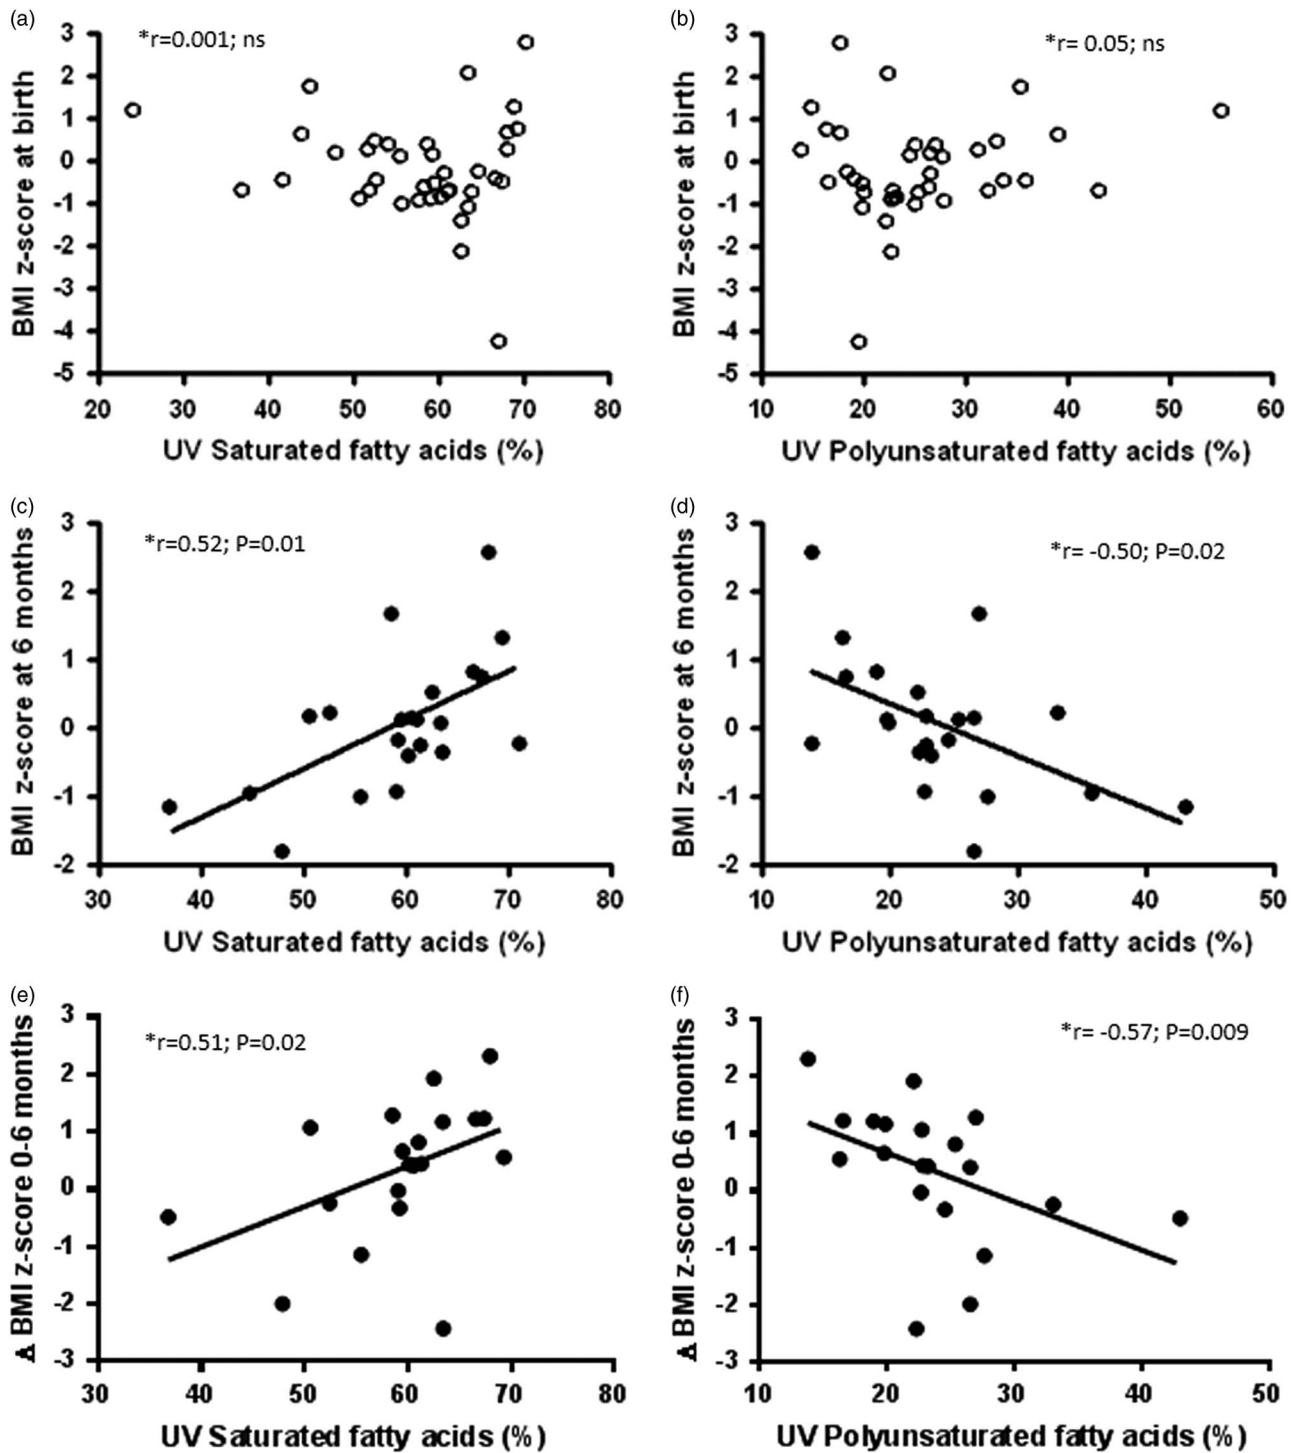 (a)
*r=0.001; ns
BMI z-score at birth
3
2
1
0
-1
-2
-3
-4
-5
20 30 40 50 60 70 80
UV Saturated fatty acids (%)
(b)
*r= 0.05; ns
BMI z-score at birth
3
2
1
0
-1
-2
-3
-4
-5
10 20 30 40 50 60
UV Polyunsaturated fatty acids (%)
(c)
*r=0.52; P=0.01
BMI z-score at 6 months
3
2
1
0
-1
-2
30 40 50 60 70 80
UV Saturated fatty acids (%)
(d)
*r= -0.50; P=0.02
BMI z-score at 6 months
3
2
1
0
-1
-2
10 20 30 40 50
UV Polyunsaturated fatty acids (%)
(e)
*r=0.51; P=0.02
Δ BMI z-score 0-6 months
3
2
1
0
-1
-2
-3
30 40 50 60 70 80
UV Saturated fatty acids (%)
(f)
*r= -0.57; P=0.009
Δ BMI z-score 0-6 months
3
2
1
0
-1
-2
-3
10 20 30 40 50
UV Polyunsaturated fatty acids (%)